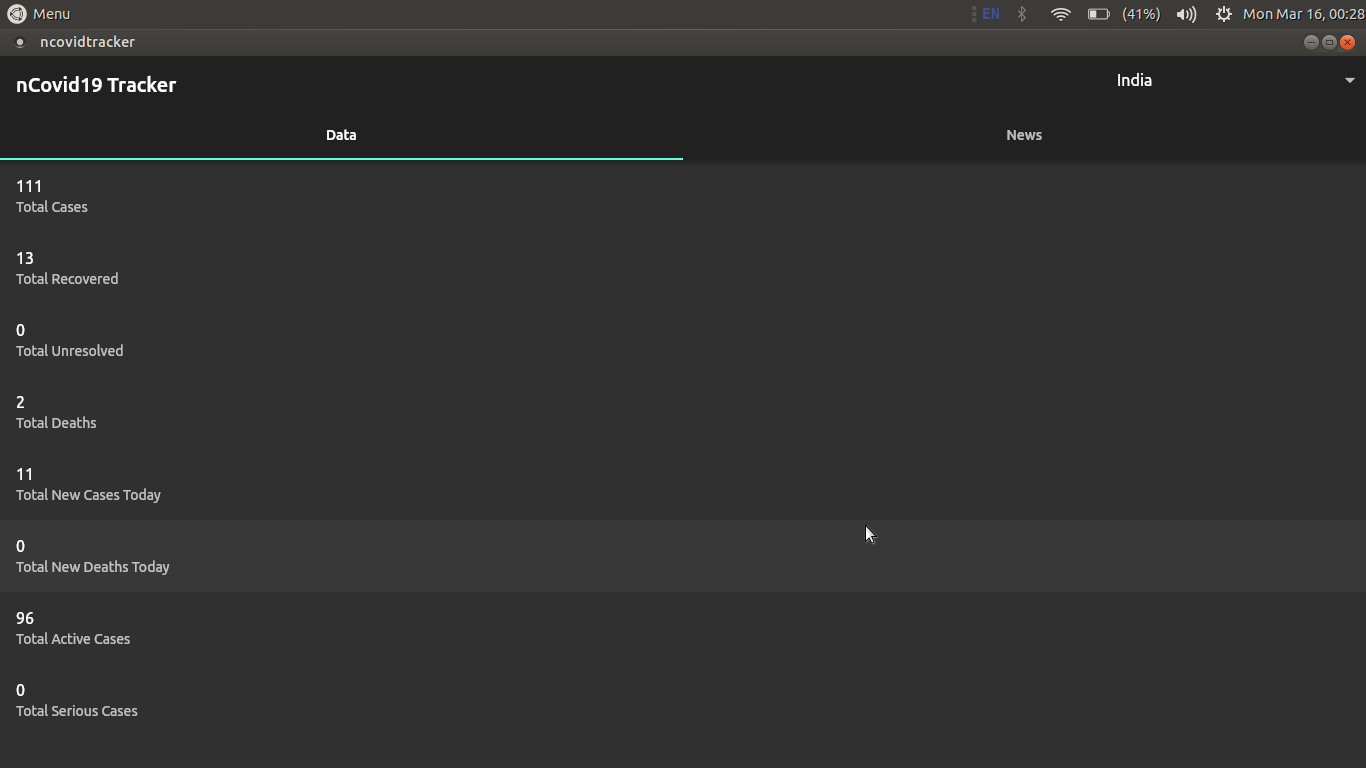 Menu
EN
(41%)
Mon Mar 16, 00:28
ncovidtracker
nCovid19 Tracker
India
Data
News
111
Total Cases
13
Total Recovered
0
Total Unresolved
2
Total Deaths
11
Total New Cases Today
0
Total New Deaths Today
96
Total Active Cases
0
Total Serious Cases